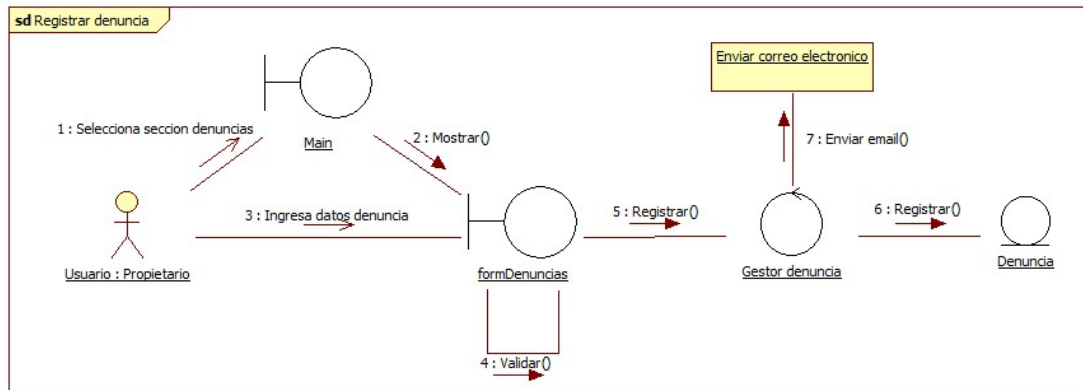 sd Registrar denuncia
Enviar correo electronico
1 : Selecciona seccion denuncias
Main
2 : Mostrar()
7 : Enviar email()
3 : Ingresa datos denuncia
5 : Registrar()
6 : Registrar()
Usuario : Propietario
formDenuncias
Gestor denuncia
Denuncia
4 : Validar()